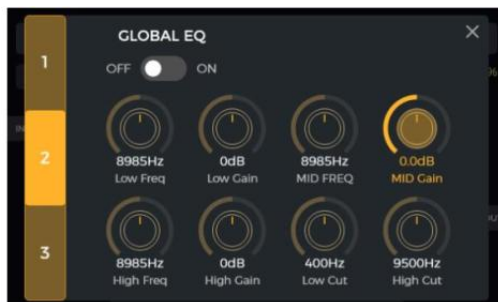 GLOBAL EQ
OFF ON
1
8985Hz 0dB 8985Hz 0.0dB
Low Freq Low Gain MID FREQ MID Gain
2
8985Hz 0dB 400Hz 9500Hz
High Freq High Gain Low Cut High Cut
3
%
IN